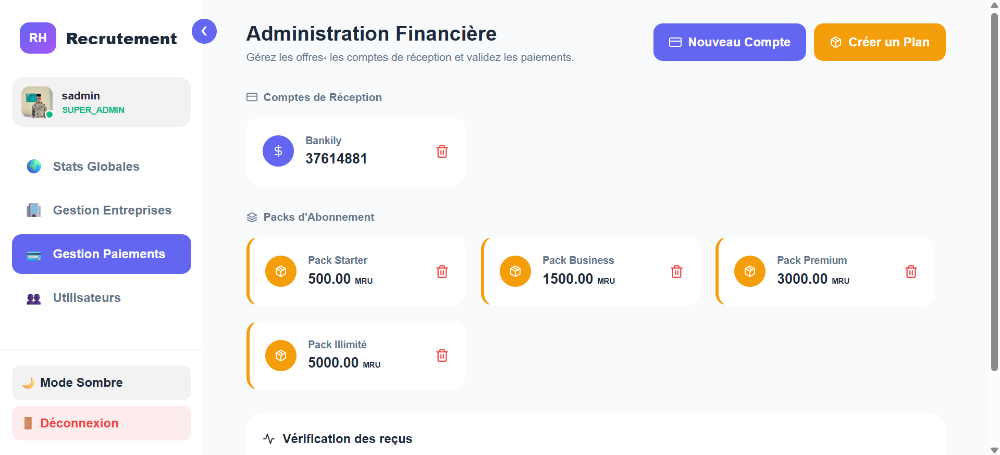 RH
Recrutement
sadmin
SUPER_ADMIN
Stats Globales
Gestion Entreprises
Gestion Paiements
Utilisateurs
Mode Sombre
Déconnexion
Administration Financière
Gérez les offres، les comptes de réception et validez les paiements.
Nouveau Compte
Créer un Plan
Comptes de Réception
Bankily
37614881
Packs d'Abonnement
Pack Starter
500.00 MRU
Pack Business
1500.00 MRU
Pack Premium
3000.00 MRU
Pack Illimité
5000.00 MRU
Vérification des reçus